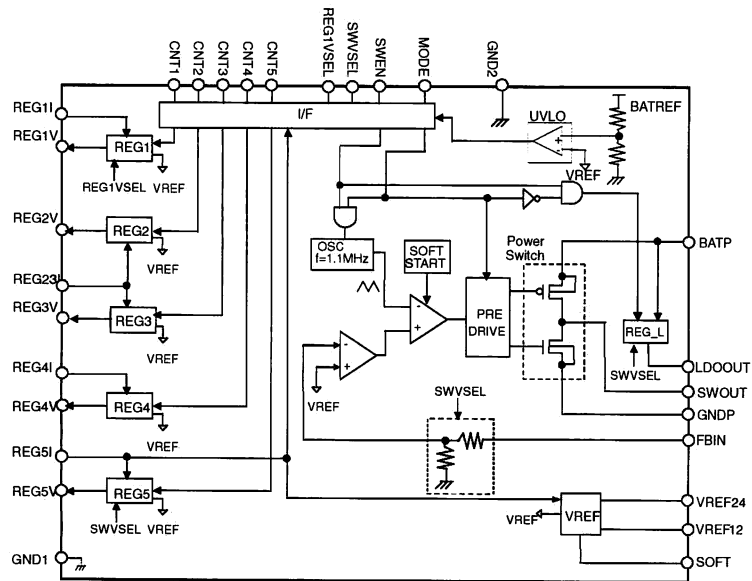 CNT1
CNT2
CNT3
CNT4
CNT5
REG1VSEL
SWVSEL
SWEN
MODE
GND2
REG1I
REG1V
REG1
REG1VSEL VREF
I/F
UVLO
BATREF
+
-
VREF
REG2V
REG2
VREF
REG23I
REG3V
REG3
VREF
OSC
f=1.1MHz
SOFT
START
Power
Switch
BATP
-
+
PRE
DRIVE
REG_L
SWVSEL
LDOOUT
SWOUT
GNDP
-
+
VREF
REG4I
REG4V
REG4
VREF
SWVSEL
FBIN
REG5I
REG5V
REG5
SWVSEL VREF
VREF
VREF
VREF24
VREF12
SOFT
GND1